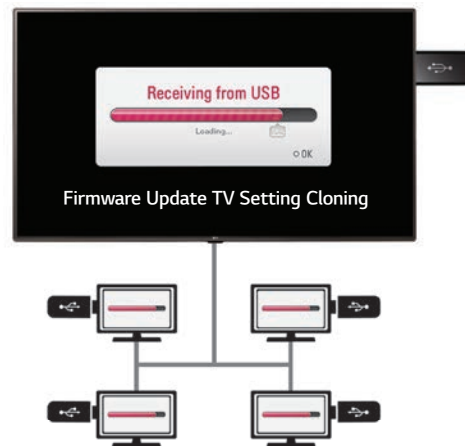 Receiving from USB
Loading...
OK
Firmware Update TV Setting Cloning